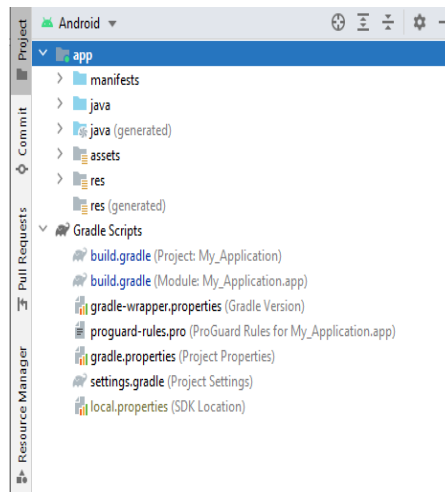 Android
app
manifests
java
java (generated)
assets
res
res (generated)
Gradle Scripts
build.gradle (Project: My_Application)
build.gradle (Module: My_Application.app)
gradle-wrapper.properties (Gradle Version)
proguard-rules.pro (ProGuard Rules for My_Application.app)
gradle.properties (Project Properties)
settings.gradle (Project Settings)
local.properties (SDK Location)
Project
Commit
Pull Requests
Resource Manager